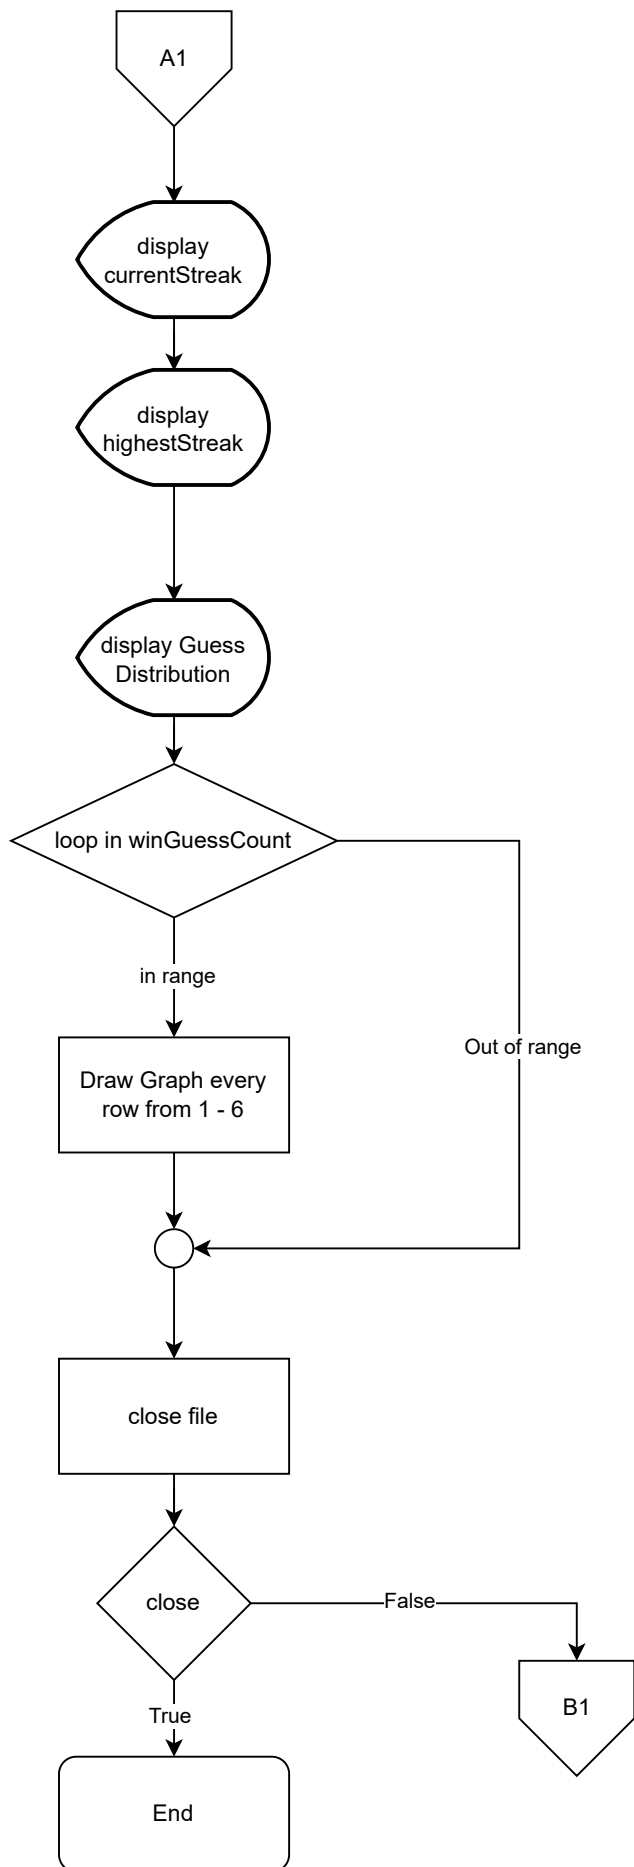 A1
display
currentStreak
display
highestStreak
display Guess
Distribution
loop in winGuessCount
in range
Out of range
Draw Graph every
row from 1 - 6
close file
close
False
True
B1
End